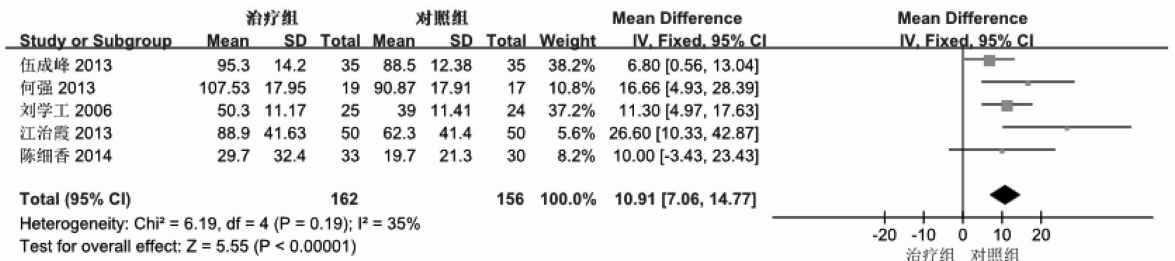 治疗组 对照组 Mean Difference Mean Difference
Study or Subgroup Mean SD Total Mean SD Total Weight IV, Fixed, 95% CI IV, Fixed, 95% CI
伍成峰 2013 95.3 14.2 35 88.5 12.38 35 38.2% 6.80 [0.56, 13.04]
何强 2013 107.53 17.95 19 90.87 17.91 17 10.8% 16.66 [4.93, 28.39]
刘学工 2006 50.3 11.17 25 39 11.41 24 37.2% 11.30 [4.97, 17.63]
江治霞 2013 88.9 41.63 50 62.3 41.4 50 5.6% 26.60 [10.33, 42.87]
陈细香 2014 29.7 32.4 33 19.7 21.3 30 8.2% 10.00 [-3.43, 23.43]
Total (95% CI) 162 156 100.0% 10.91 [7.06, 14.77]
Heterogeneity: Chi² = 6.19, df = 4 (P = 0.19); I² = 35%
Test for overall effect: Z = 5.55 (P < 0.00001)
-20 -10 0 10 20
治疗组 对照组